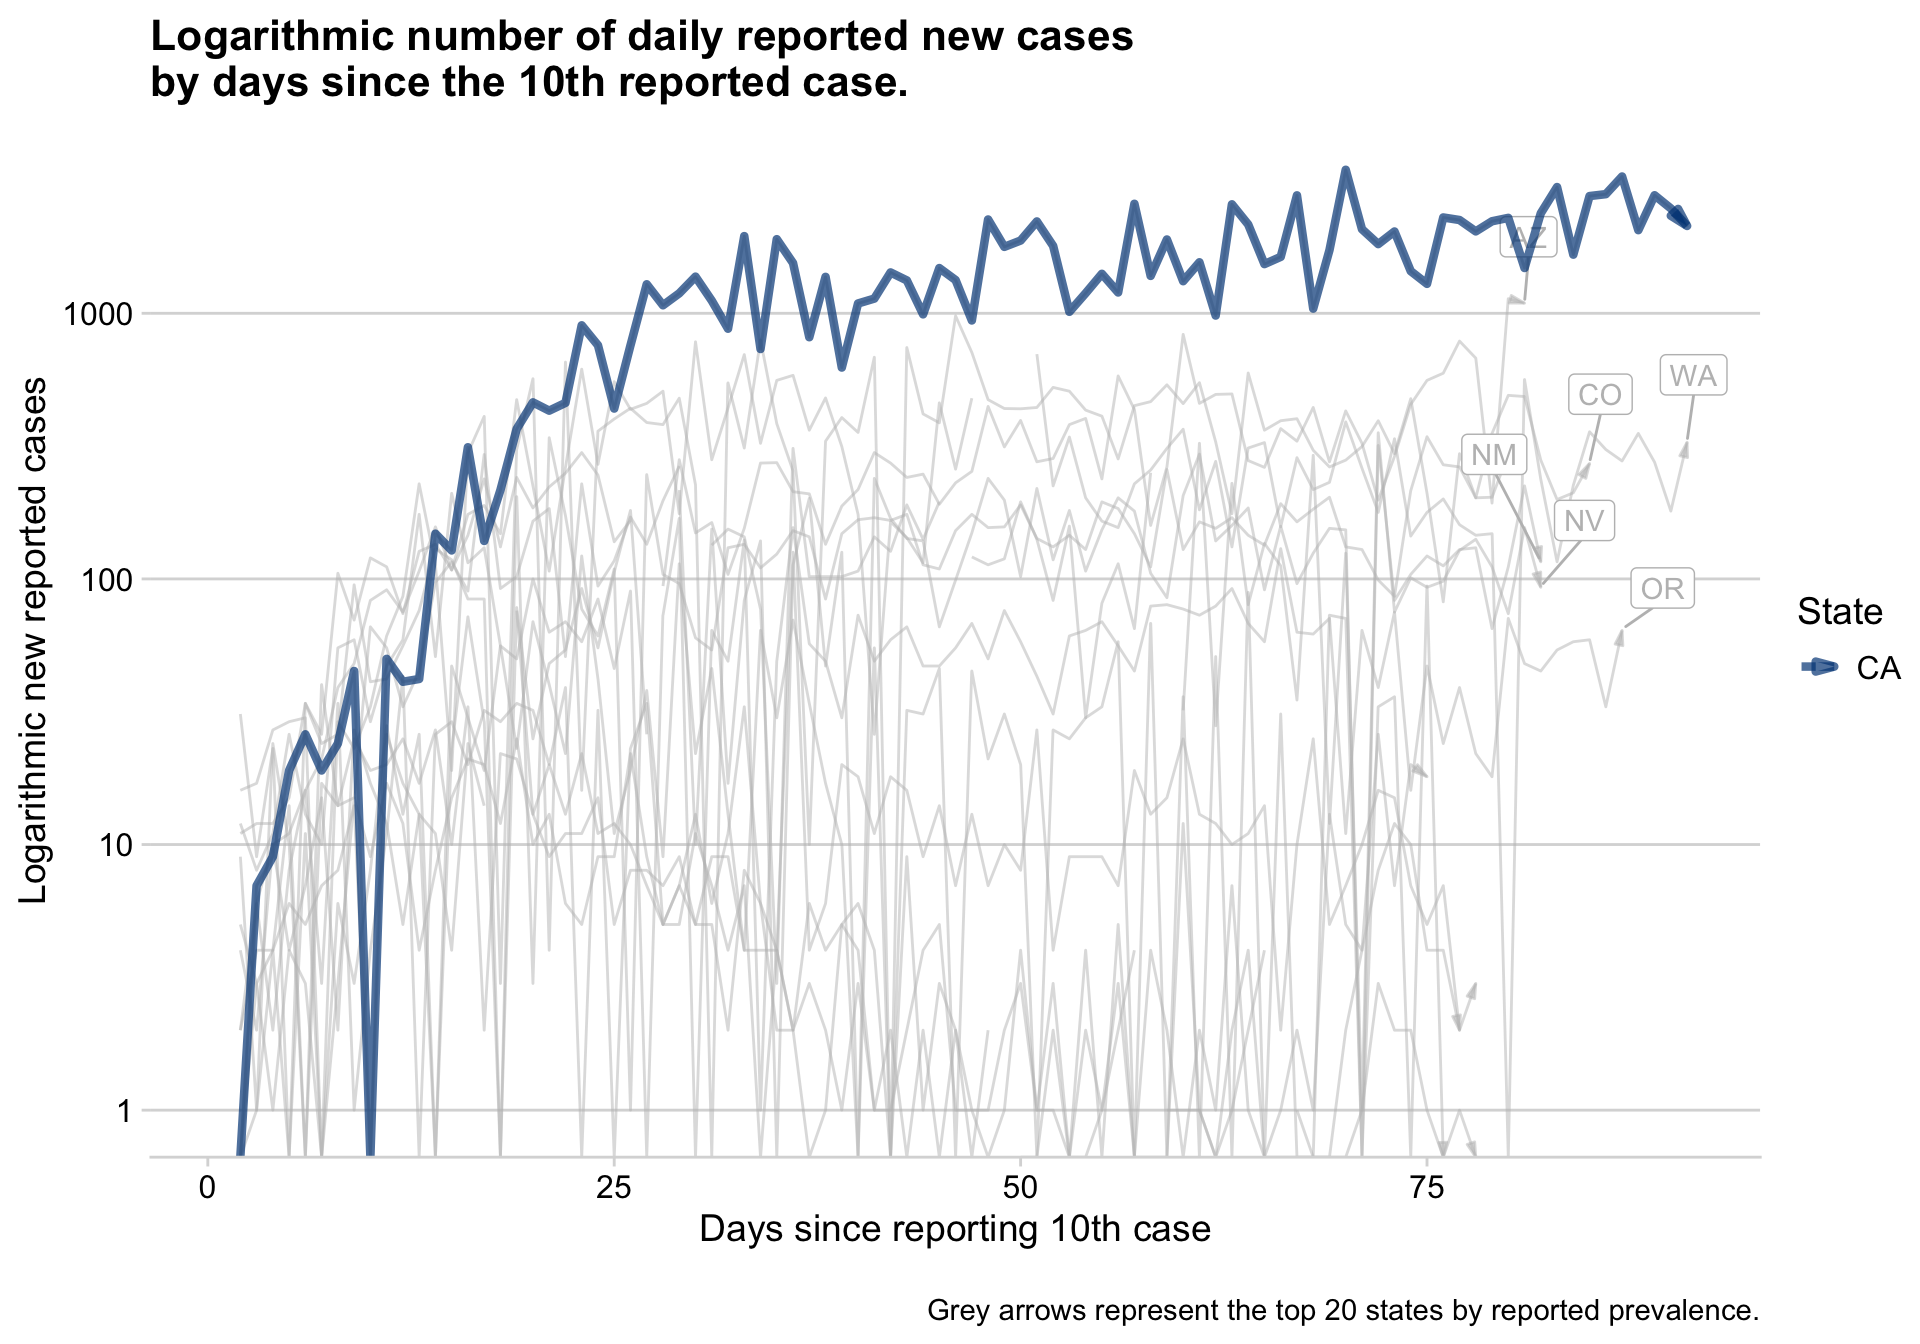 Logarithmic number of daily reported new cases
by days since the 10th reported case.
Logarithmic new reported cases
1000
100
10
1
AZ
WA
CO
NM
NV
OR
State
CA
0
25
50
75
Days since reporting 10th case
Grey arrows represent the top 20 states by reported prevalence.